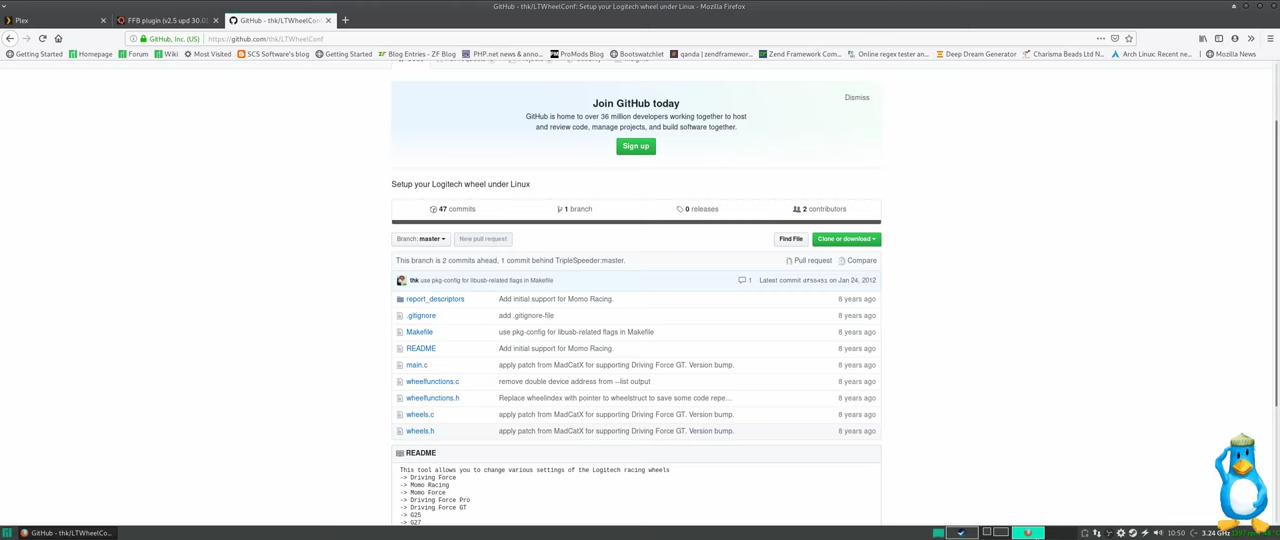 GitHub - thk/LTWheelConf: Setup your Logitech wheel under Linux - Mozilla Firefox
Plex
FFB plugin (v2.5 upd 30.0
GitHub - thk/LTWheelConf
GitHub, Inc. (US)
https://github.com/thk/LTWheelConf
Getting Started
Homepage
Forum
Wiki
Most Visited
SCS Software's blog
Getting Started
Blog Entries - ZF Blog
PHP.net news & anno…
ProMods Blog
Bootswatchlet
qanda | zendframew…
Zend Framework Com…
Online regex tester an…
Deep Dream Generator
Charisma Beads Ltd N…
Arch Linux: Recent ne…
Mozilla News
Join GitHub today
Dismiss
GitHub is home to over 36 million developers working together to host
and review code, manage projects, and build software together.
Sign up
Setup your Logitech wheel under Linux
47 commits
1 branch
0 releases
2 contributors
Branch: master
New pull request
Find File
Clone or download
This branch is 2 commits ahead, 1 commit behind TripleSpeeder:master.
Pull request
Compare
thk use pkg-config for libusb-related flags in Makefile
1
Latest commit df55451 on Jan 24, 2012
report_descriptors
Add initial support for Momo Racing.
8 years ago
.gitignore
add .gitignore-file
8 years ago
Makefile
use pkg-config for libusb-related flags in Makefile
8 years ago
README
Add initial support for Momo Racing.
8 years ago
main.c
apply patch from MadCatX for supporting Driving Force GT. Version bump.
8 years ago
wheelfunctions.c
remove double device address from --list output
8 years ago
wheelfunctions.h
Replace wheelindex with pointer to wheelstruct to save some code repe…
8 years ago
wheels.c
apply patch from MadCatX for supporting Driving Force GT. Version bump.
8 years ago
wheels.h
apply patch from MadCatX for supporting Driving Force GT. Version bump.
8 years ago
README
This tool allows you to change various settings of the Logitech racing wheels
-> Driving Force
-> Momo Racing
-> Momo Force
-> Driving Force Pro
-> Driving Force GT
-> G25
-> G27
GitHub - thk/LTWheelConf: Se…
10:50
3.24 GHz